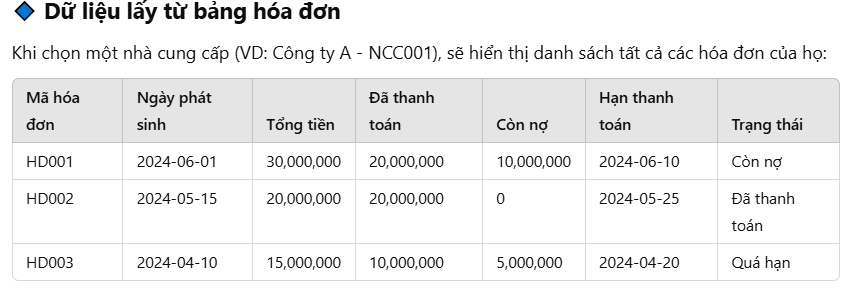 Dữ liệu lấy từ bảng hóa đơn
Khi chọn một nhà cung cấp (VD: Công ty A - NCC001), sẽ hiển thị danh sách tất cả các hóa đơn của họ:
Mã hóa đơn Ngày phát sinh Tổng tiền Đã thanh toán Còn nợ Hạn thanh toán Trạng thái
HD001 2024-06-01 30,000,000 20,000,000 10,000,000 2024-06-10 Còn nợ
HD002 2024-05-15 20,000,000 20,000,000 0 2024-05-25 Đã thanh toán
HD003 2024-04-10 15,000,000 10,000,000 5,000,000 2024-04-20 Quá hạn